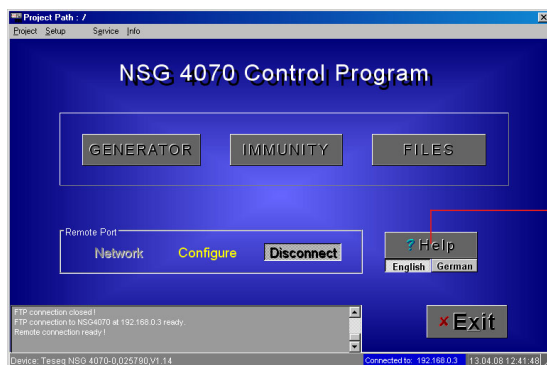 Project Path : /
Project Setup Service Info
NSG 4070 Control Program
GENERATOR IMMUNITY FILES
Remote Port
Network Configure Disconnect
? Help
English German
FTP connection closed !
FTP connection to NSG4070 at 192.168.0.3 ready.
Remote connection ready !
Exit
Device: Teseq NSG 4070-0,025790,V1.14 Connected to: 192.168.0.3 13.04.08 12:41:48